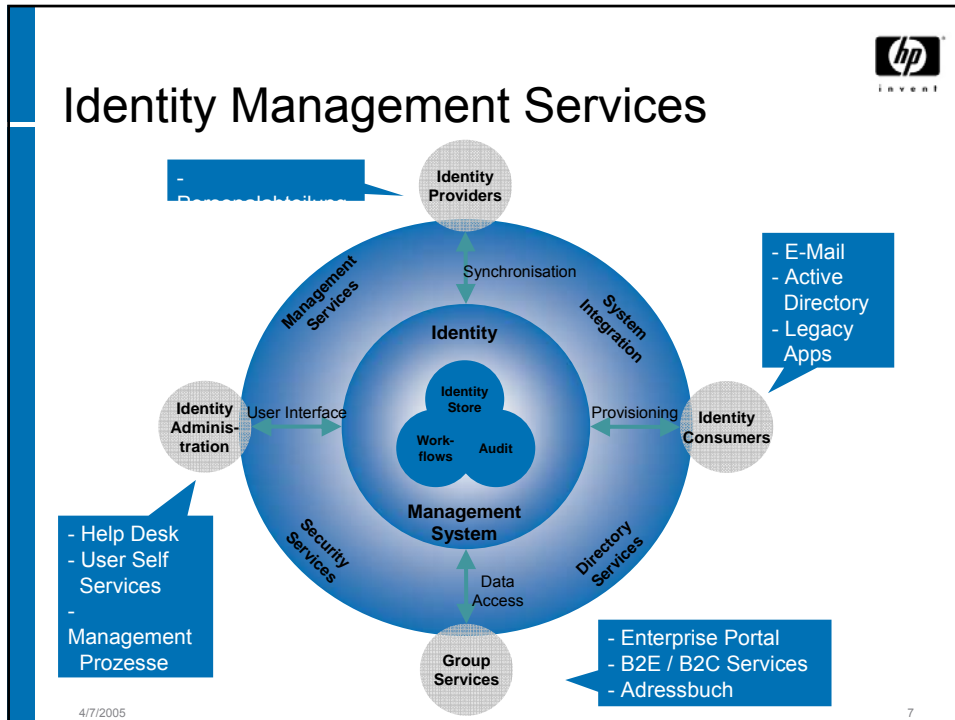 hp
invent
Identity Management Services
-
Personalabteilung
Identity
Providers
Synchronisation
Management
Services
System
Integration
- E-Mail
- Active
Directory
- Legacy
Apps
Identity
Identity
Store
Work-
flows
Audit
Management
System
Identity
Adminis-
tration
User Interface
Provisioning
Identity
Consumers
Security
Services
Directory
Services
- Help Desk
- User Self
Services
-
Management
Prozesse
Data
Access
Group
Services
- Enterprise Portal
- B2E / B2C Services
- Adressbuch
4/7/2005
7